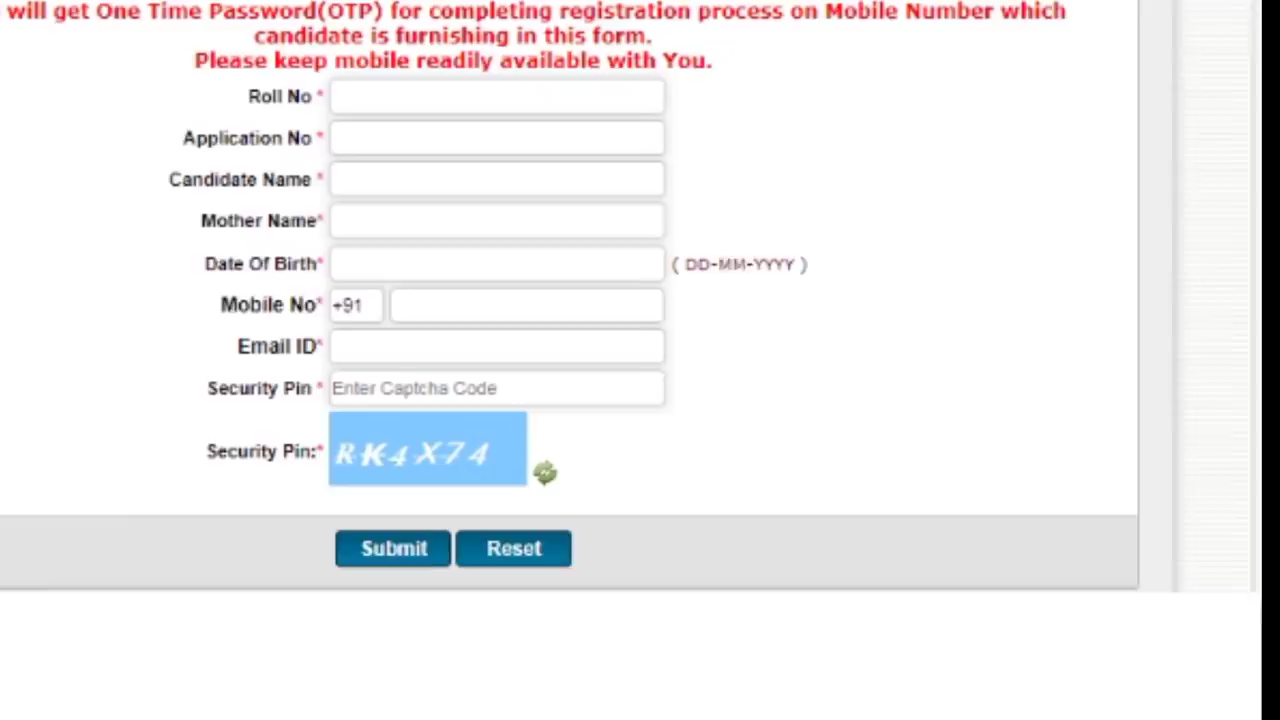 will get One Time Password(OTP) for completing registration process on Mobile Number which
candidate is furnishing in this form.
Please keep mobile readily available with You.
Roll No *
Application No *
Candidate Name *
Mother Name*
Date Of Birth* ( DD-MM-YYYY )
Mobile No* +91
Email ID*
Security Pin * Enter Captcha Code
Security Pin:* RK4X74
Submit Reset